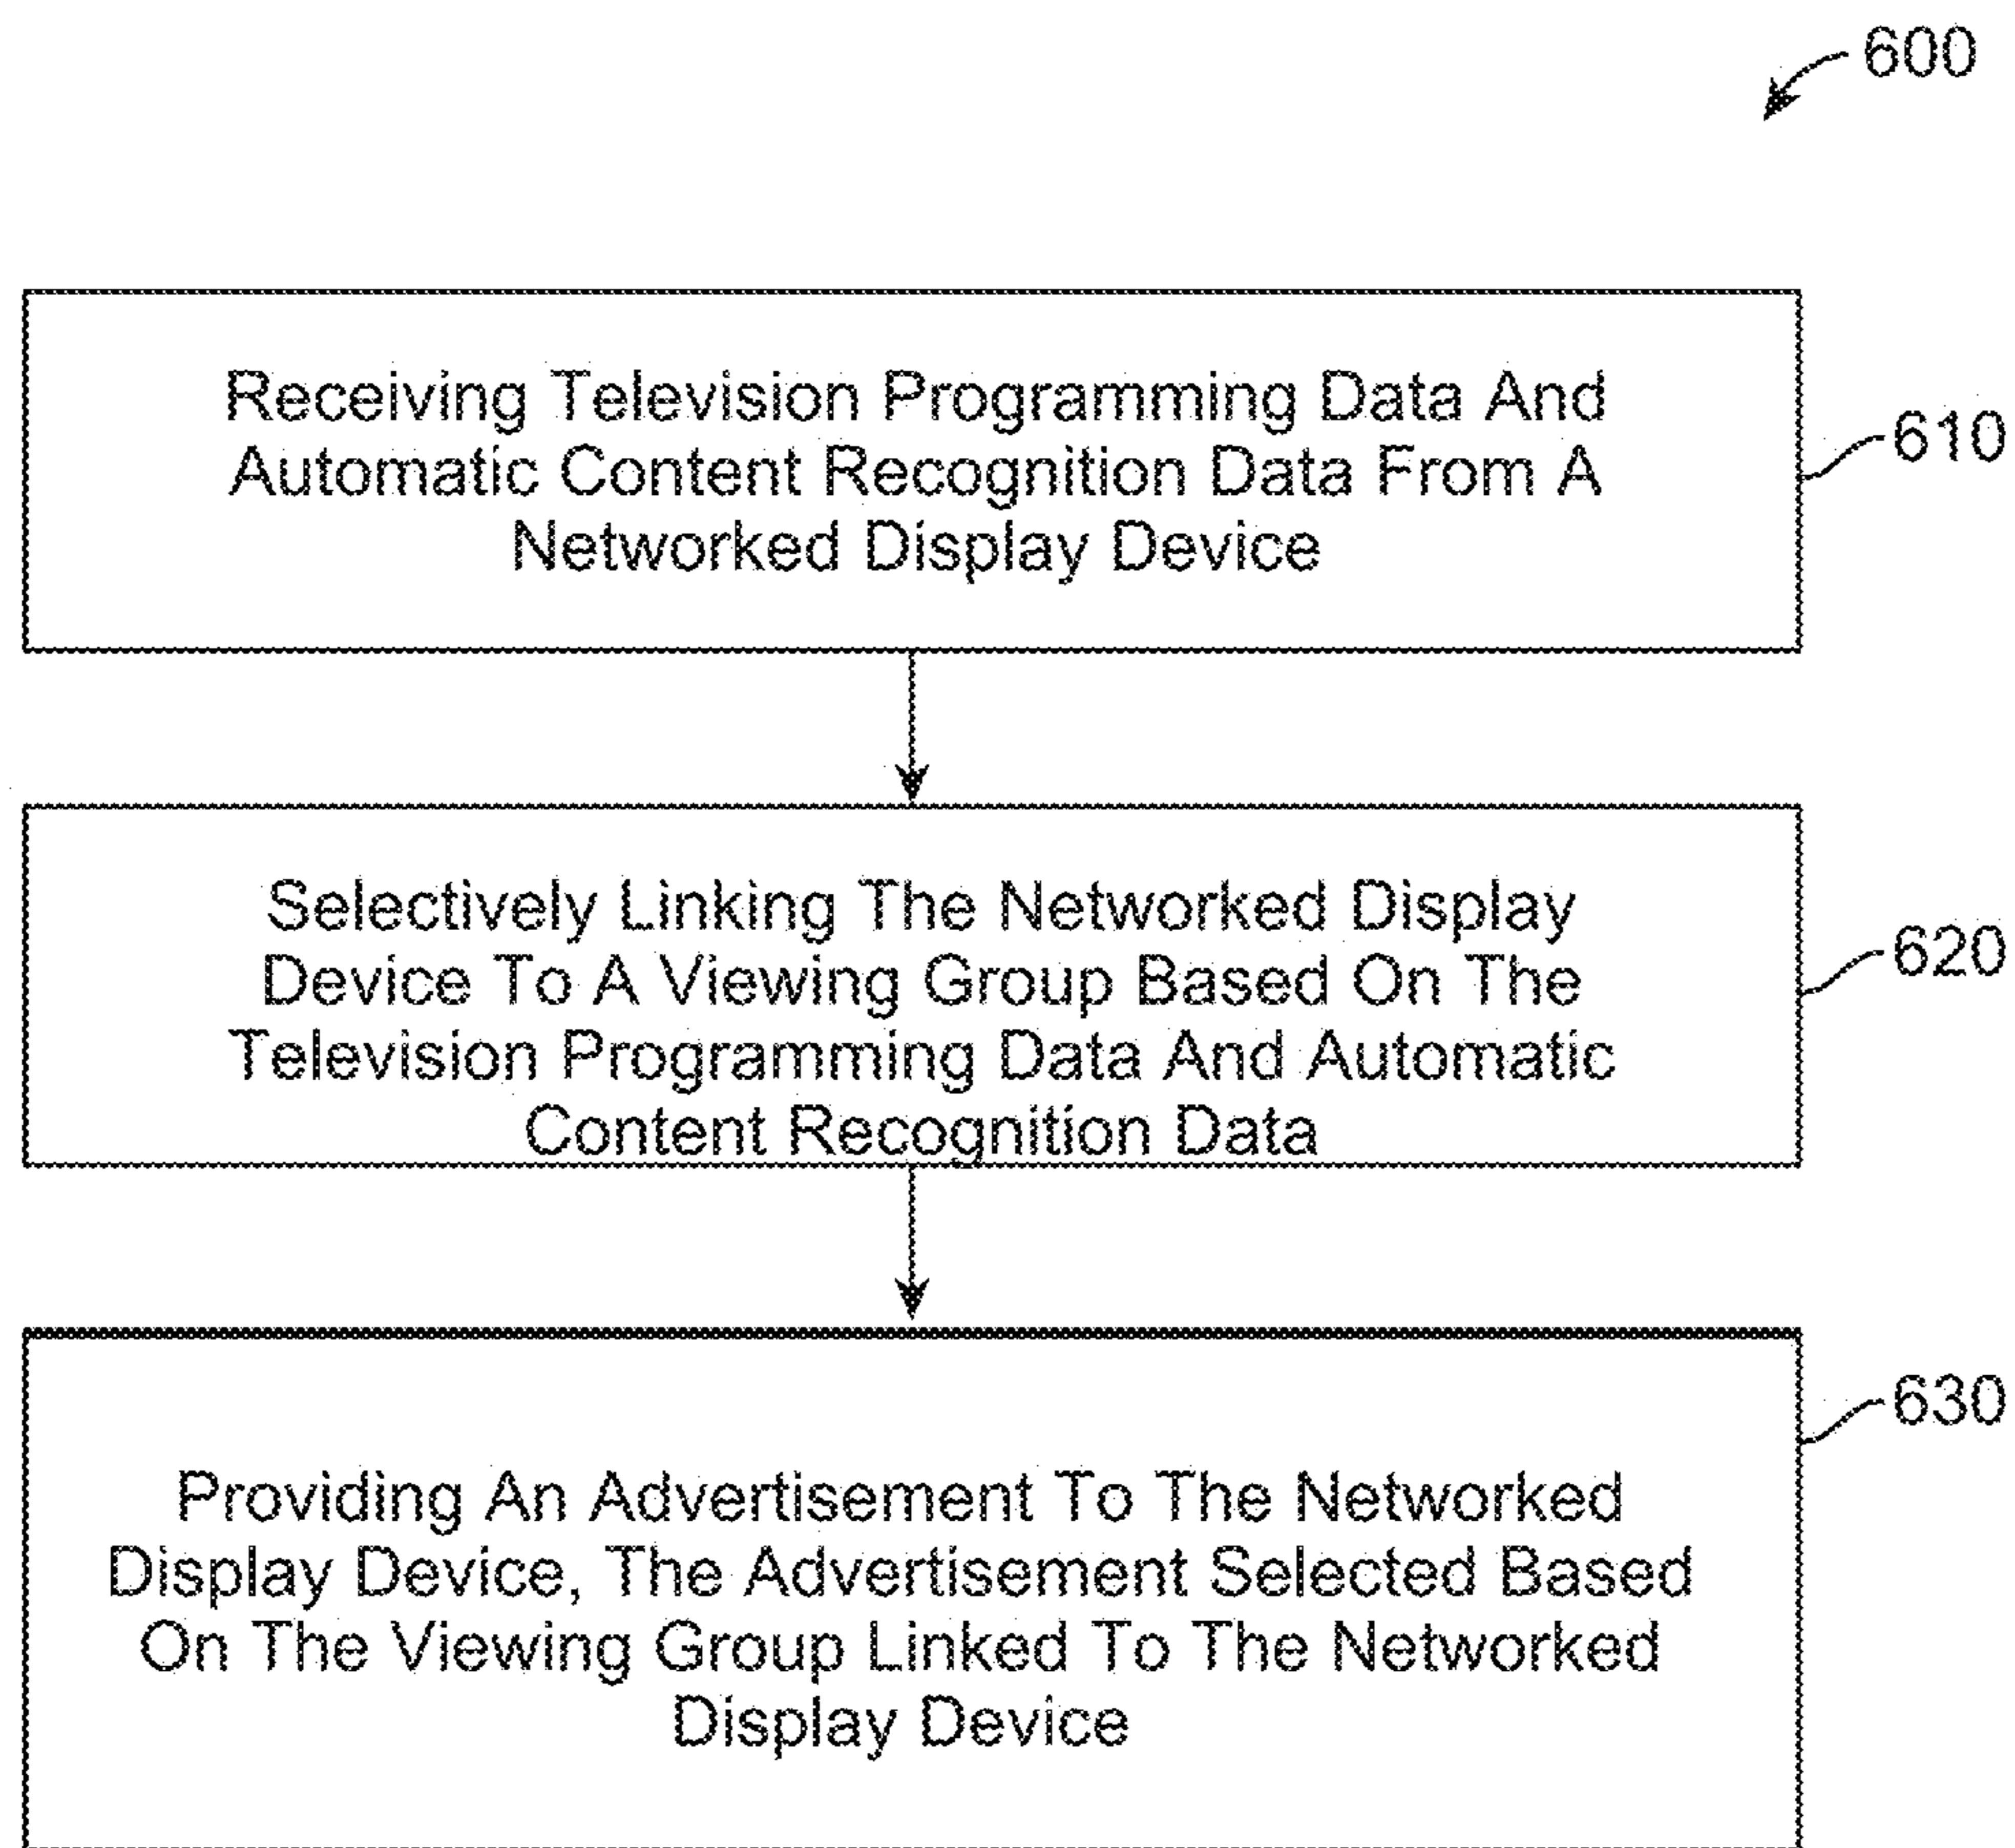 600
Receiving Television Programming Data And
Automatic Content Recognition Data From A
Networked Display Device
610
Selectively Linking The Networked Display
Device To A Viewing Group Based On The
Television Programming Data And Automatic
Content Recognition Data
620
Providing An Advertisement To The Networked
Display Device, The Advertisement Selected Based
On The Viewing Group Linked To The Networked
Display Device
630